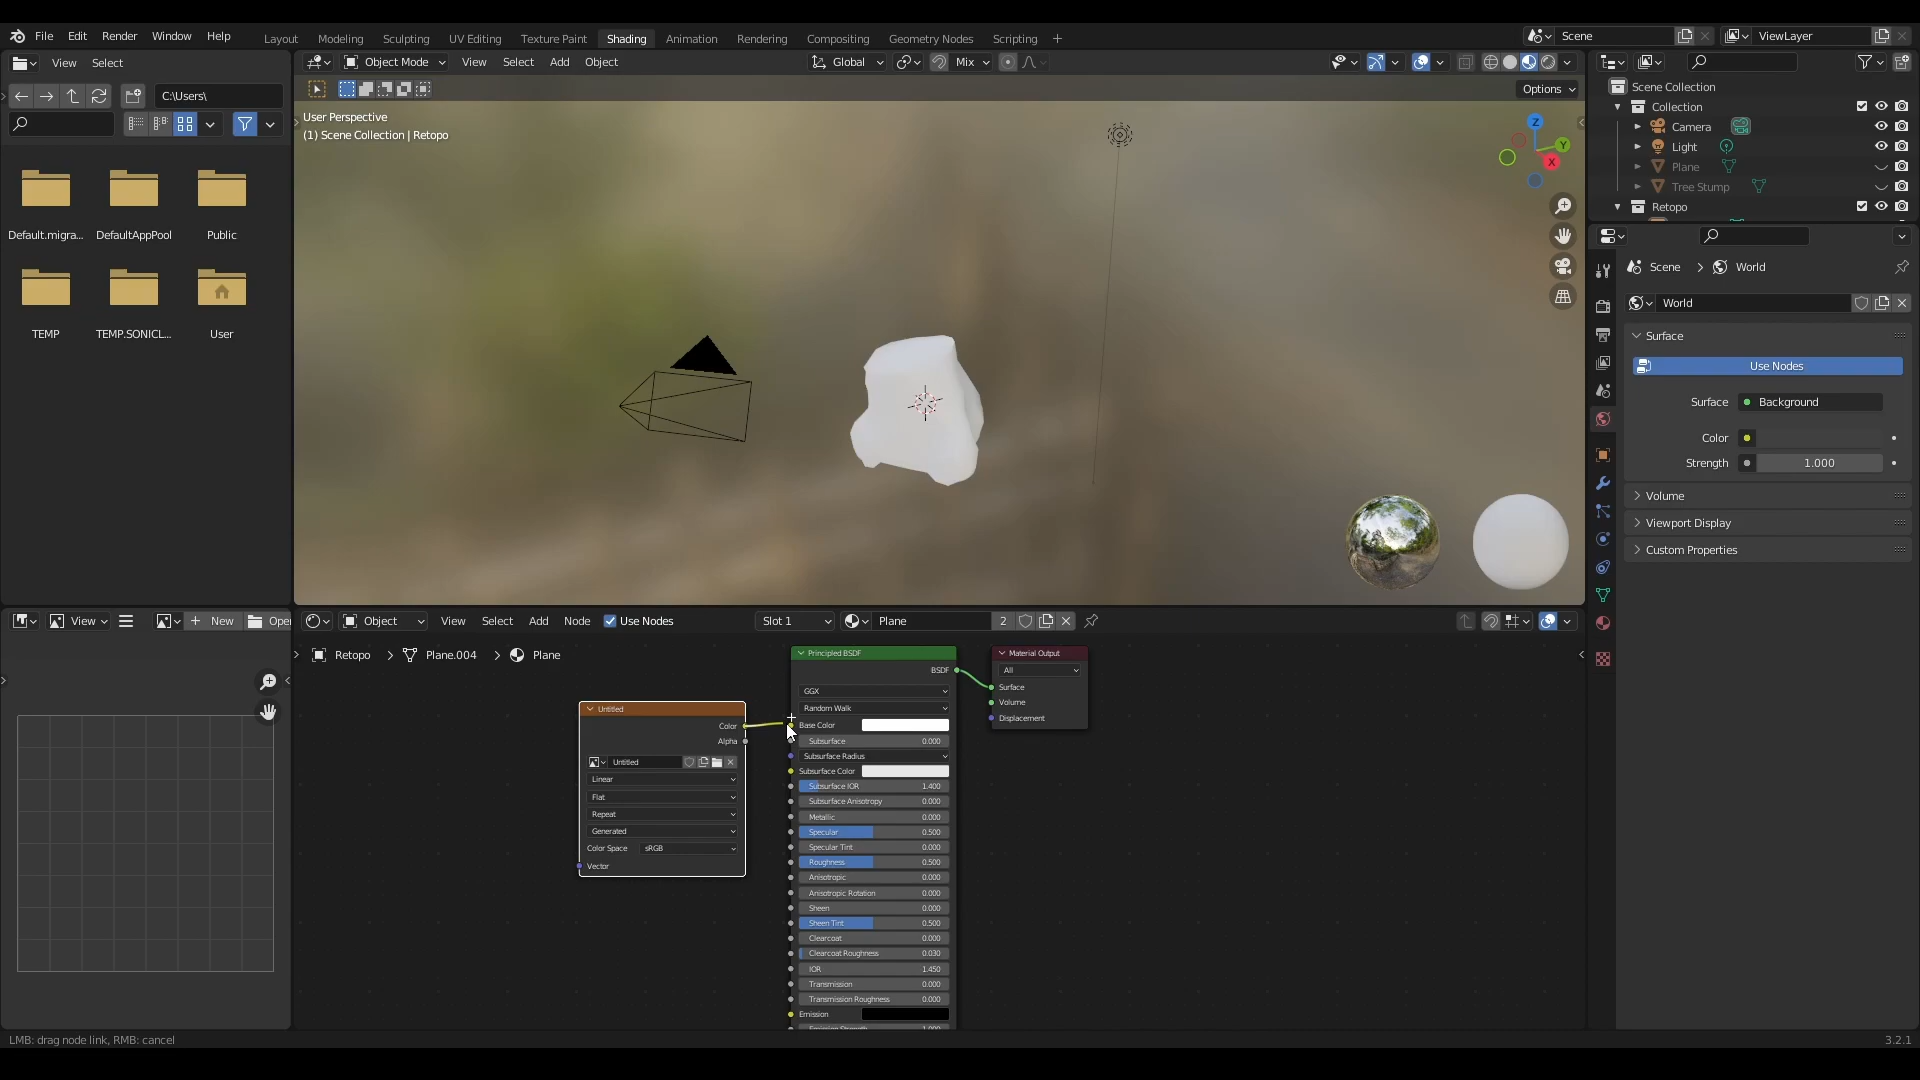 File Edit Render Window Help
Layout Modeling Sculpting UV Editing Texture Paint Shading Animation Rendering Compositing Geometry Nodes Scripting
Scene
ViewLayer
View Select
Object Mode View Select Add Object
Global
Mix
C:\Users\
Options
User Perspective
(1) Scene Collection | Retopo
Default.migra...
DefaultAppPool
Public
TEMP
TEMP.SONICL...
User
Z
Y
X
Scene Collection
Collection
Camera
Light
Plane
Tree Stump
Retopo
Scene > World
World
Surface
Use Nodes
Surface Background
Color
Strength 1.000
Volume
Viewport Display
Custom Properties
View
New
Open
Object View Select Add Node Use Nodes
Slot 1
Plane
2
Retopo > Plane.004 > Plane
Untitled
Color
Alpha
Untitled
Linear
Flat
Repeat
Generated
Color Space sRGB
Vector
Principled BSDF
BSDF
GGX
Random Walk
Base Color
Subsurface 0.000
Subsurface Radius
Subsurface Color
Subsurface IOR 1.400
Subsurface Anisotropy 0.000
Metallic 0.000
Specular 0.500
Specular Tint 0.000
Roughness 0.500
Anisotropic 0.000
Anisotropic Rotation 0.000
Sheen 0.000
Sheen Tint 0.500
Clearcoat 0.000
Clearcoat Roughness 0.030
IOR 1.450
Transmission 0.000
Transmission Roughness 0.000
Emission
Emission Strength 1.000
Material Output
All
Surface
Volume
Displacement
LMB: drag node link, RMB: cancel
3.2.1